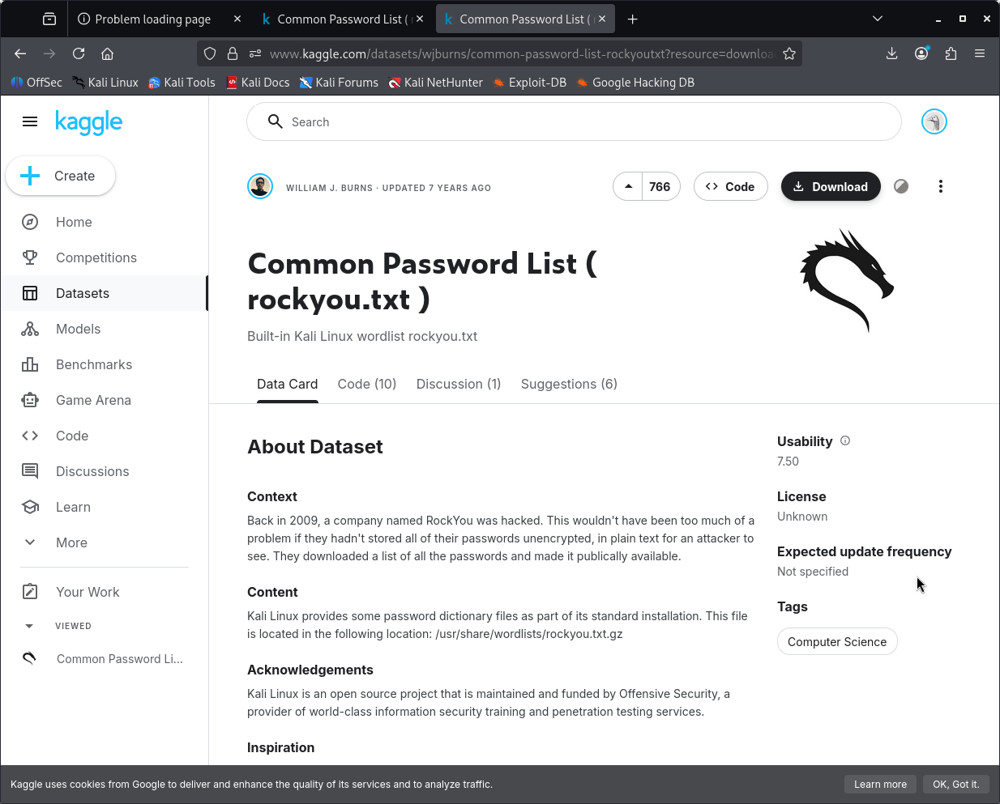 Problem loading page
Common Password List (
Common Password List (
www.kaggle.com/datasets/wjburns/common-password-list-rockyoutxt?resource=downloa
OffSec
Kali Linux
Kali Tools
Kali Docs
Kali Forums
Kali NetHunter
Exploit-DB
Google Hacking DB
kaggle
Search
Create
Home
Competitions
Datasets
Models
Benchmarks
Game Arena
Code
Discussions
Learn
More
Your Work
VIEWED
Common Password Li...
WILLIAM J. BURNS · UPDATED 7 YEARS AGO
766
Code
Download
Common Password List (
rockyou.txt )
Built-in Kali Linux wordlist rockyou.txt
Data Card
Code (10)
Discussion (1)
Suggestions (6)
About Dataset
Context
Back in 2009, a company named RockYou was hacked. This wouldn't have been too much of a
problem if they hadn't stored all of their passwords unencrypted, in plain text for an attacker to
see. They downloaded a list of all the passwords and made it publically available.
Content
Kali Linux provides some password dictionary files as part of its standard installation. This file
is located in the following location: /usr/share/wordlists/rockyou.txt.gz
Acknowledgements
Kali Linux is an open source project that is maintained and funded by Offensive Security, a
provider of world-class information security training and penetration testing services.
Inspiration
Usability
7.50
License
Unknown
Expected update frequency
Not specified
Tags
Computer Science
Kaggle uses cookies from Google to deliver and enhance the quality of its services and to analyze traffic.
Learn more
OK, Got it.